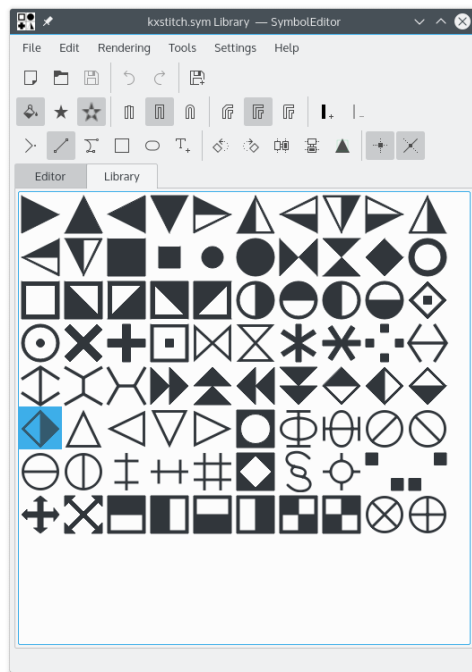 kxstitch.sym Library — SymbolEditor
File Edit Rendering Tools Settings Help
Editor Library